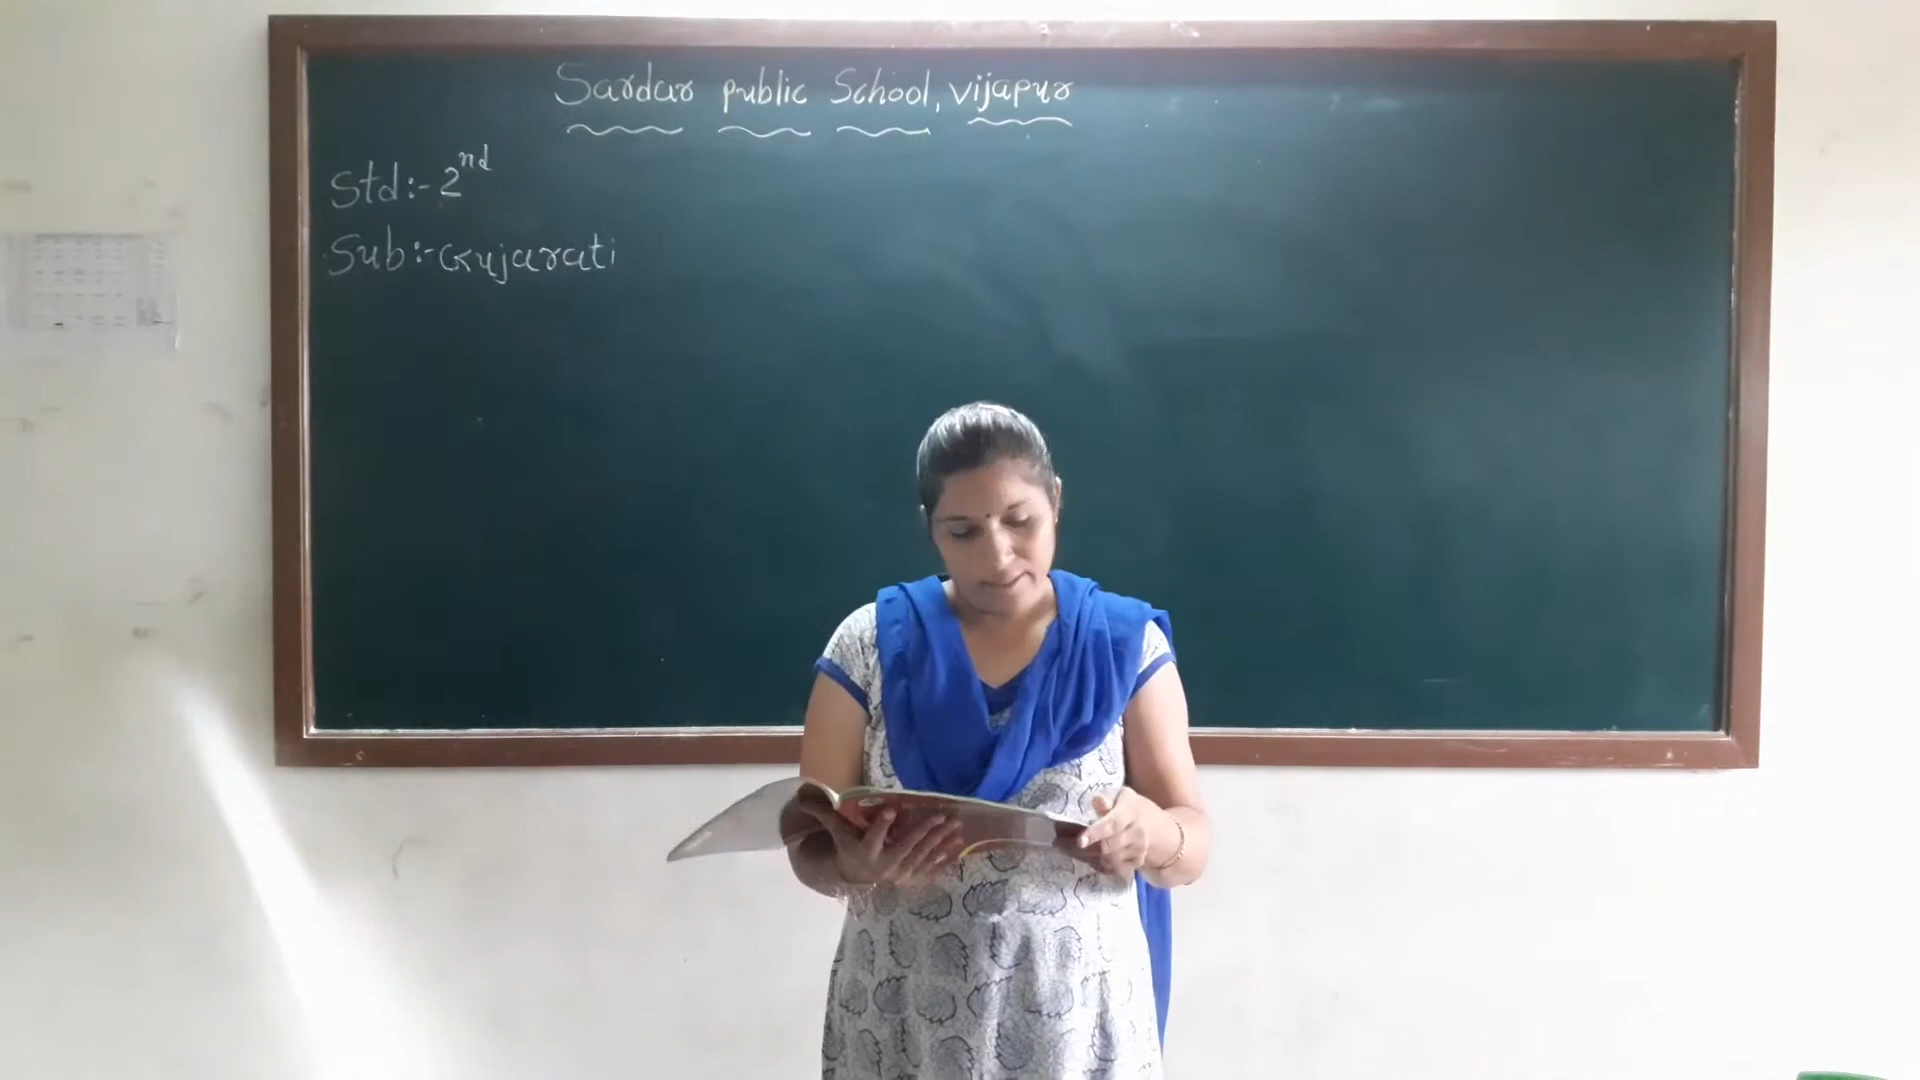 Sardar public School, vijapur
Std:- 2nd
Sub:- Gujarati